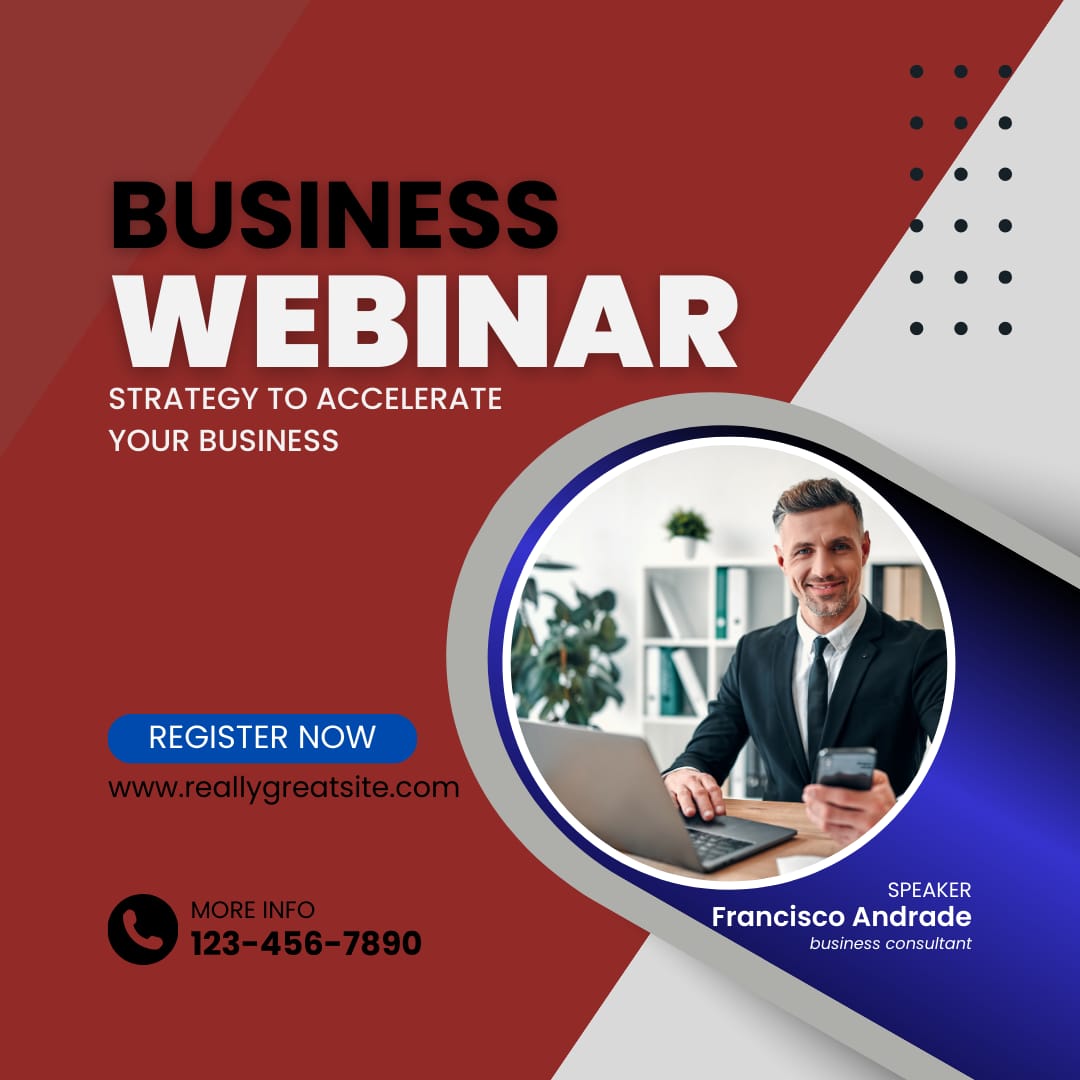 BUSINESS
WEBINAR
STRATEGY TO ACCELERATE
YOUR BUSINESS
REGISTER NOW
www.reallygreatsite.com
MORE INFO
123-456-7890
SPEAKER
Francisco Andrade
business consultant